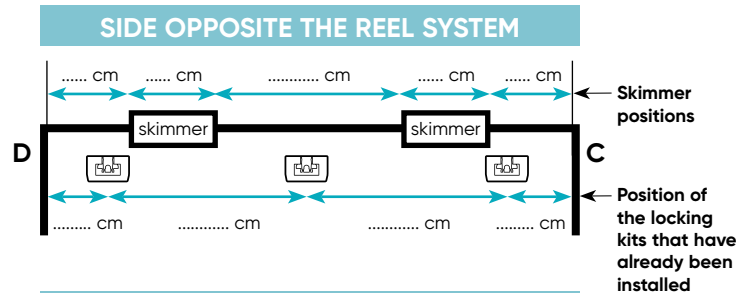 SIDE OPPOSITE THE REEL SYSTEM
...... cm ...... cm ............ cm ...... cm ...... cm
Skimmer
positions
skimmer skimmer
D C
Position of
the locking
kits that have
already been
installed
......... cm ............ cm ............ cm ......... cm